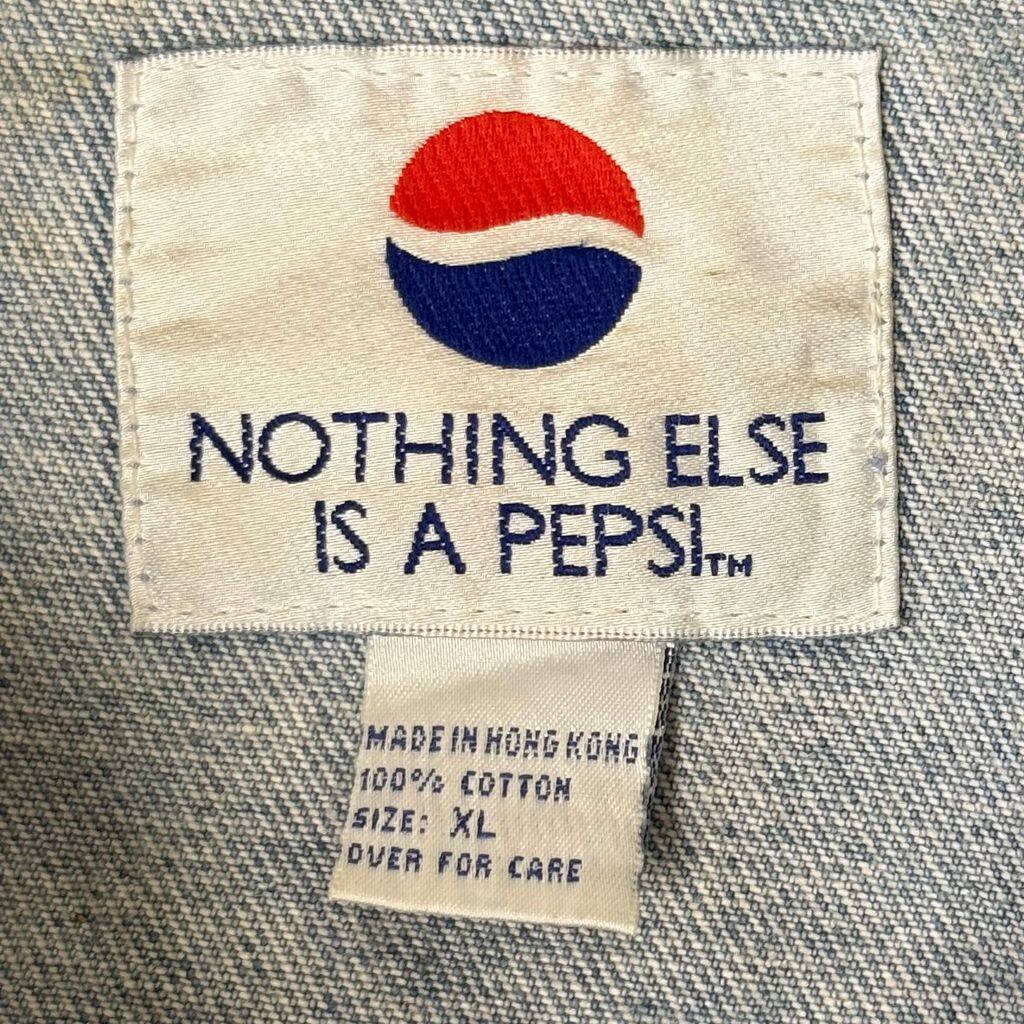 NOTHING ELSE
IS A PEPSI™
MADE IN HONG KONG
100% COTTON
SIZE: XL
OVER FOR CARE